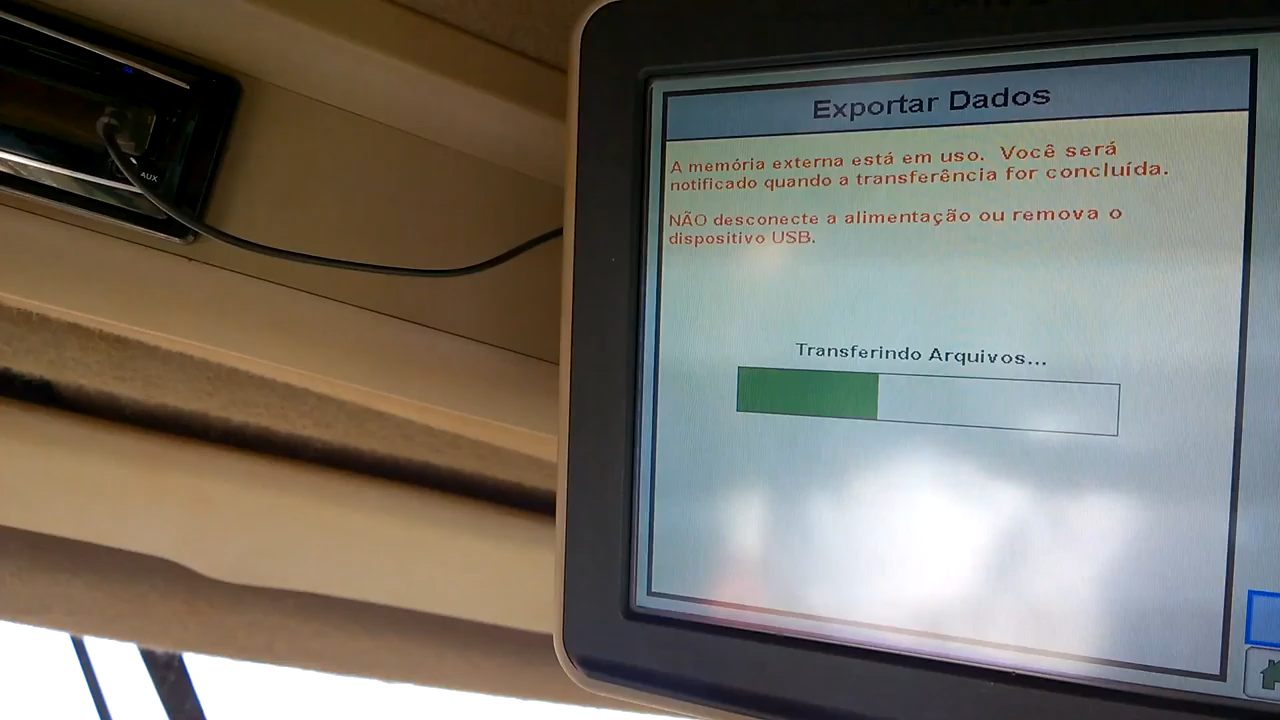 Exportar Dados
A memória externa está em uso. Você será
notificado quando a transferência for concluída.
NÃO desconecte a alimentação ou remova o
dispositivo USB.
Transferindo Arquivos...
AUX